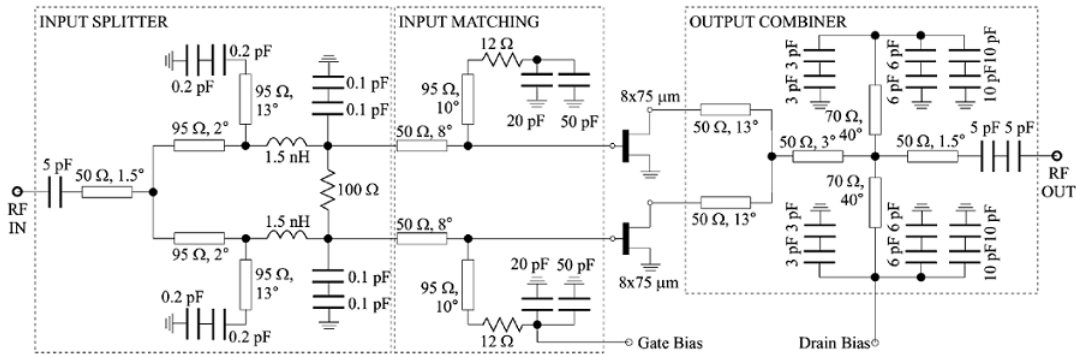 INPUT SPLITTER
INPUT MATCHING
OUTPUT COMBINER
0.2 pF
0.2 pF
95 Ω,
13°
0.1 pF
0.1 pF
95 Ω, 2°
1.5 nH
5 pF
50 Ω, 1.5°
RF
IN
100 Ω
1.5 nH
95 Ω, 2°
95 Ω,
13°
0.2 pF
0.2 pF
0.1 pF
0.1 pF
12 Ω
95 Ω,
10°
20 pF
50 pF
50 Ω, 8°
8x75 μm
50 Ω, 8°
95 Ω,
10°
20 pF
50 pF
12 Ω
8x75 μm
Gate Bias
50 Ω, 13°
50 Ω, 13°
3 pF 3 pF
6 pF 6 pF
10 pF 10 pF
70 Ω,
40°
50 Ω, 3°
50 Ω, 1.5°
5 pF 5 pF
RF
OUT
70 Ω,
40°
3 pF 3 pF
6 pF 6 pF
10 pF 10 pF
Drain Bias